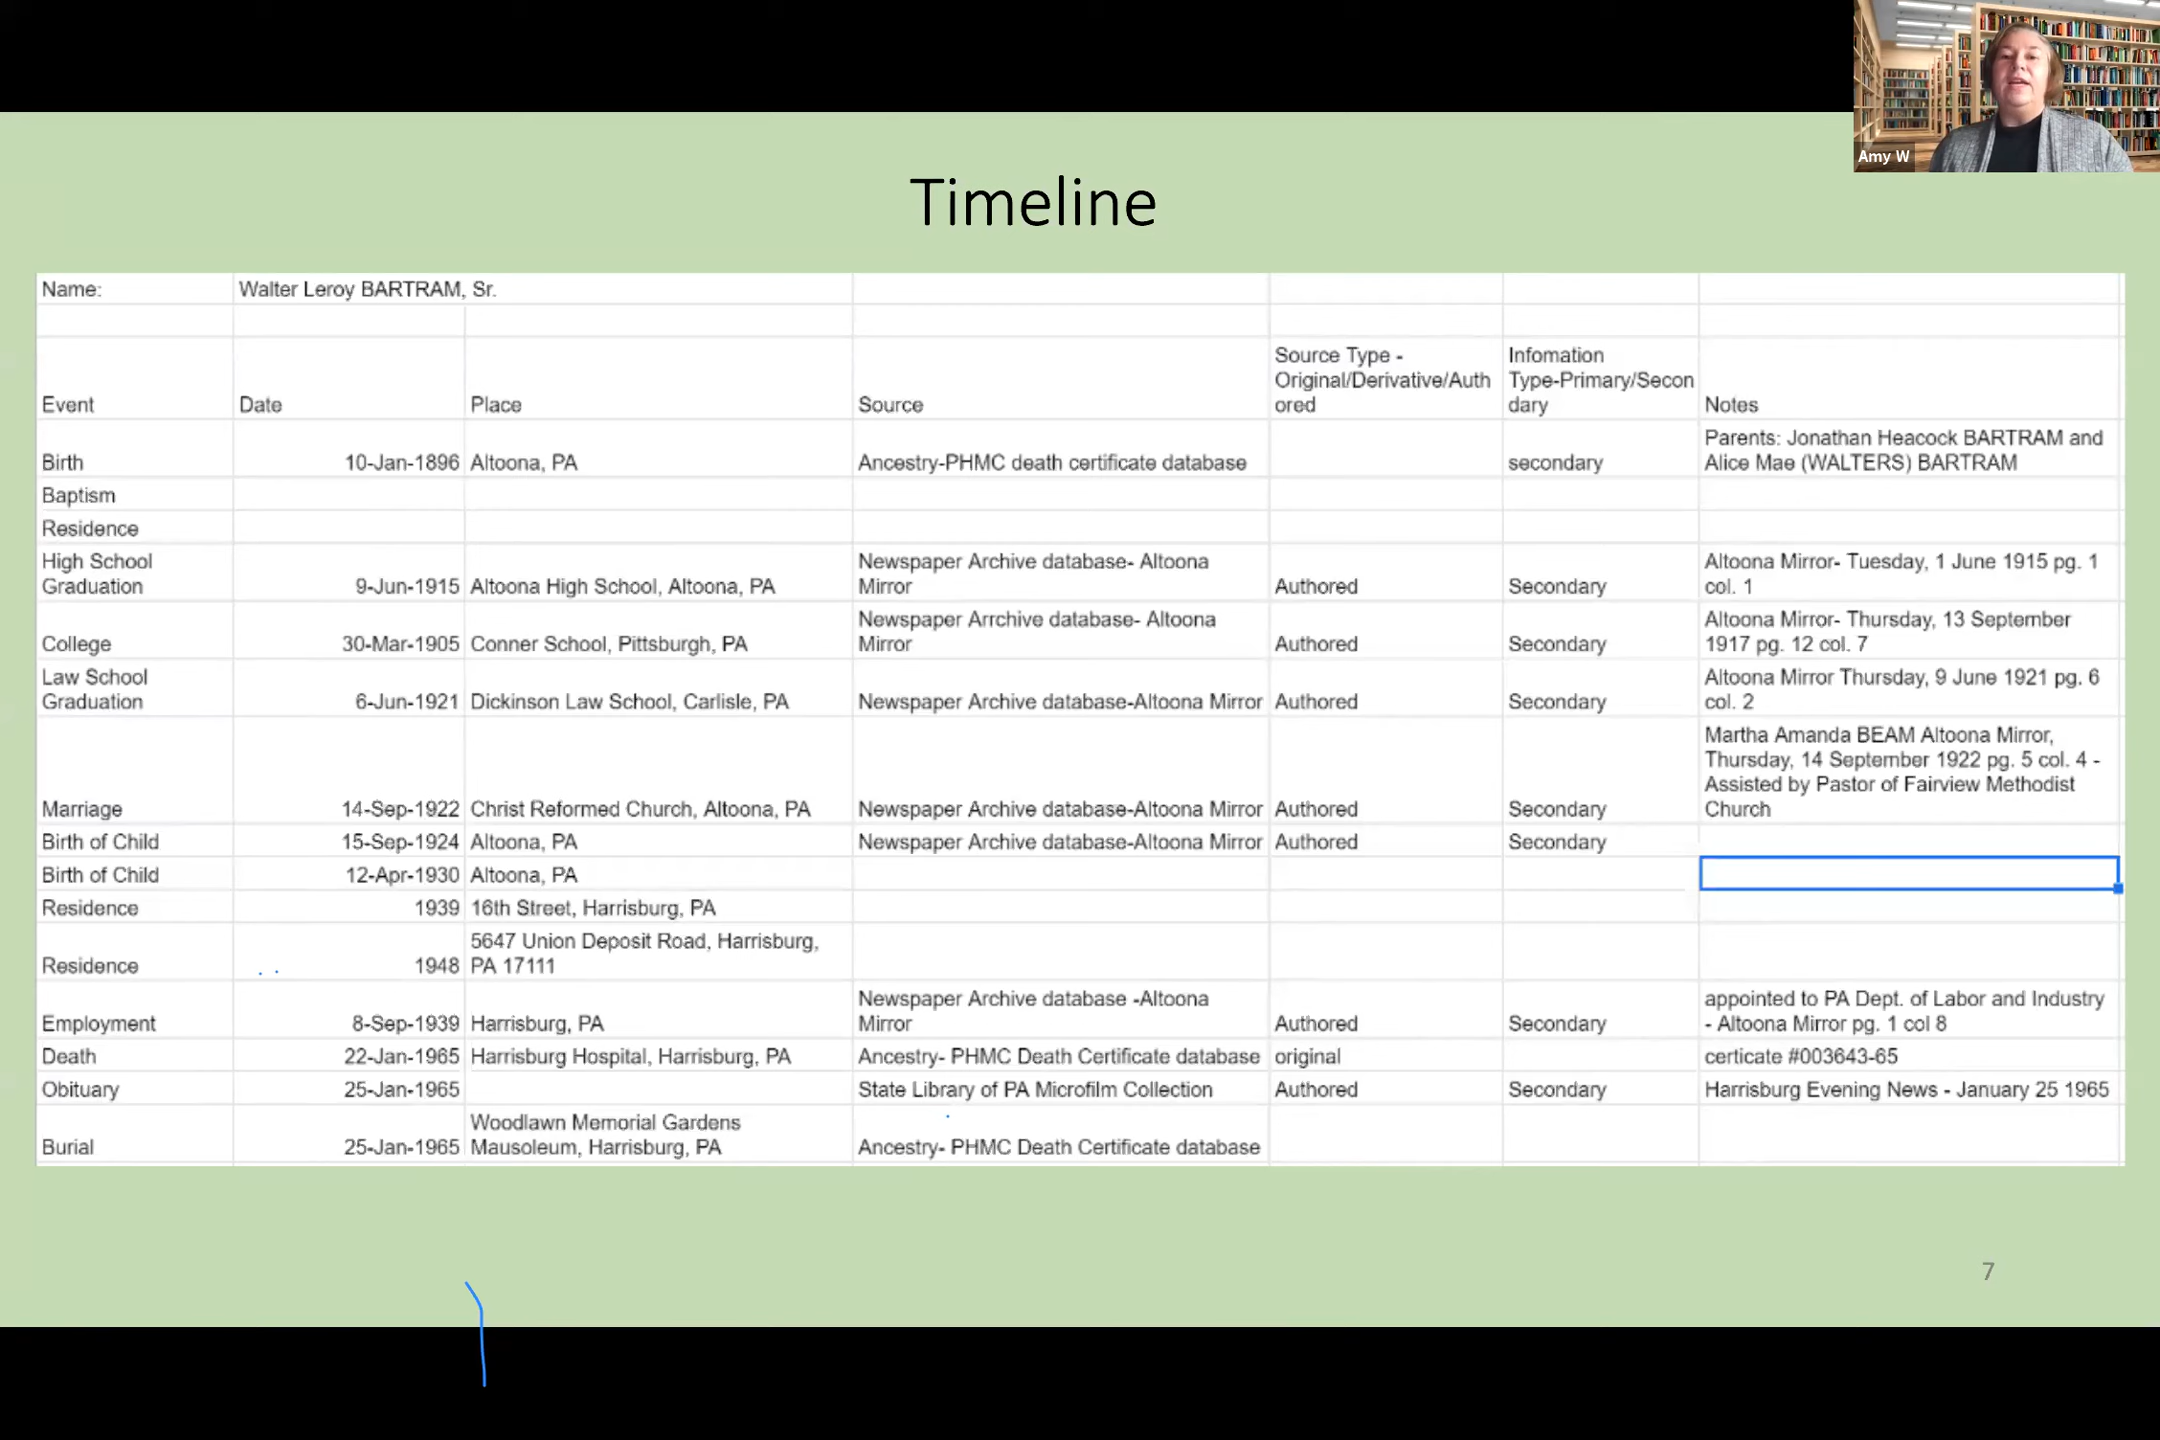 Amy W
Timeline
Name: Walter Leroy BARTRAM, Sr.
Source Type -
Original/Derivative/Auth
ored
Infomation
Type-Primary/Secon
dary
Event Date Place Source Notes
Birth 10-Jan-1896 Altoona, PA Ancestry-PHMC death certificate database secondary
Parents: Jonathan Heacock BARTRAM and
Alice Mae (WALTERS) BARTRAM
Baptism
Residence
High School
Graduation
9-Jun-1915 Altoona High School, Altoona, PA
Newspaper Archive database- Altoona
Mirror
Authored Secondary
Altoona Mirror- Tuesday, 1 June 1915 pg. 1
col. 1
College 30-Mar-1905 Conner School, Pittsburgh, PA
Newspaper Arrchive database- Altoona
Mirror
Authored Secondary
Altoona Mirror- Thursday, 13 September
1917 pg. 12 col. 7
Law School
Graduation
6-Jun-1921 Dickinson Law School, Carlisle, PA Newspaper Archive database-Altoona Mirror Authored Secondary
Altoona Mirror Thursday, 9 June 1921 pg. 6
col. 2
Marriage 14-Sep-1922 Christ Reformed Church, Altoona, PA Newspaper Archive database-Altoona Mirror Authored Secondary
Martha Amanda BEAM Altoona Mirror,
Thursday, 14 September 1922 pg. 5 col. 4 -
Assisted by Pastor of Fairview Methodist
Church
Birth of Child 15-Sep-1924 Altoona, PA Newspaper Archive database-Altoona Mirror Authored Secondary
Birth of Child 12-Apr-1930 Altoona, PA
Residence 1939 16th Street, Harrisburg, PA
Residence 1948
5647 Union Deposit Road, Harrisburg,
PA 17111
Employment 8-Sep-1939 Harrisburg, PA
Newspaper Archive database -Altoona
Mirror
Authored Secondary
appointed to PA Dept. of Labor and Industry
- Altoona Mirror pg. 1 col 8
Death 22-Jan-1965 Harrisburg Hospital, Harrisburg, PA Ancestry- PHMC Death Certificate database original certicate #003643-65
Obituary 25-Jan-1965 State Library of PA Microfilm Collection Authored Secondary Harrisburg Evening News - January 25 1965
Burial 25-Jan-1965
Woodlawn Memorial Gardens
Mausoleum, Harrisburg, PA
Ancestry- PHMC Death Certificate database
7